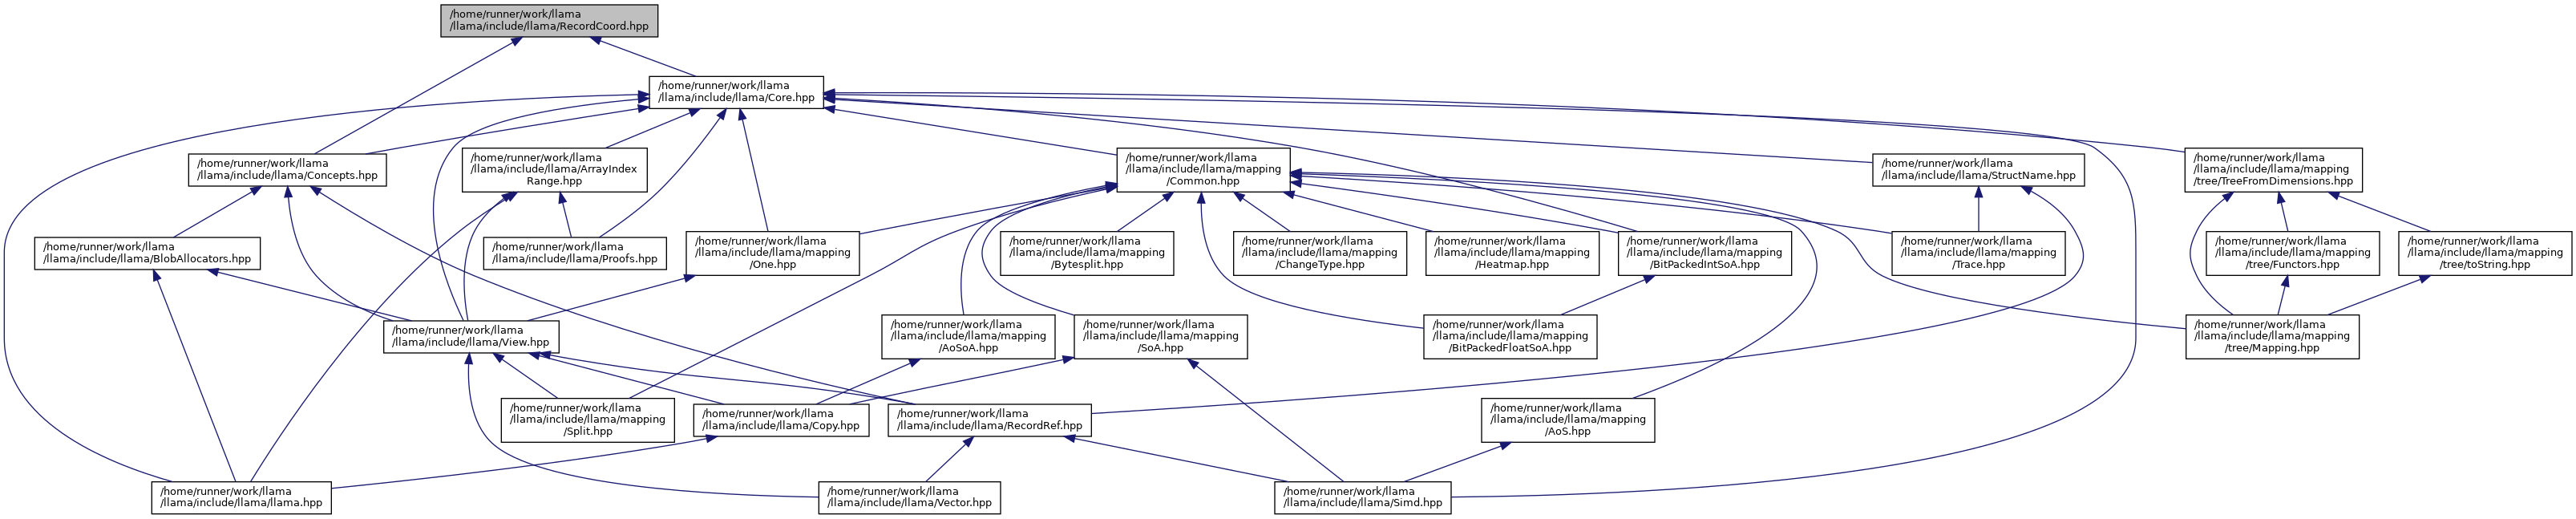 /home/runner/work/llama
/llama/include/llama/RecordCoord.hpp
/home/runner/work/llama
/llama/include/llama/Core.hpp
/home/runner/work/llama
/llama/include/llama/Concepts.hpp
/home/runner/work/llama
/llama/include/llama/ArrayIndex
Range.hpp
/home/runner/work/llama
/llama/include/llama/mapping
/Common.hpp
/home/runner/work/llama
/llama/include/llama/StructName.hpp
/home/runner/work/llama
/llama/include/llama/mapping
/tree/TreeFromDimensions.hpp
/home/runner/work/llama
/llama/include/llama/BlobAllocators.hpp
/home/runner/work/llama
/llama/include/llama/Proofs.hpp
/home/runner/work/llama
/llama/include/llama/mapping
/One.hpp
/home/runner/work/llama
/llama/include/llama/mapping
/Bytesplit.hpp
/home/runner/work/llama
/llama/include/llama/mapping
/ChangeType.hpp
/home/runner/work/llama
/llama/include/llama/mapping
/Heatmap.hpp
/home/runner/work/llama
/llama/include/llama/mapping
/BitPackedIntSoA.hpp
/home/runner/work/llama
/llama/include/llama/mapping
/Trace.hpp
/home/runner/work/llama
/llama/include/llama/mapping
/tree/Functors.hpp
/home/runner/work/llama
/llama/include/llama/mapping
/tree/toString.hpp
/home/runner/work/llama
/llama/include/llama/View.hpp
/home/runner/work/llama
/llama/include/llama/mapping
/AoSoA.hpp
/home/runner/work/llama
/llama/include/llama/mapping
/SoA.hpp
/home/runner/work/llama
/llama/include/llama/mapping
/BitPackedFloatSoA.hpp
/home/runner/work/llama
/llama/include/llama/mapping
/tree/Mapping.hpp
/home/runner/work/llama
/llama/include/llama/mapping
/Split.hpp
/home/runner/work/llama
/llama/include/llama/Copy.hpp
/home/runner/work/llama
/llama/include/llama/RecordRef.hpp
/home/runner/work/llama
/llama/include/llama/mapping
/AoS.hpp
/home/runner/work/llama
/llama/include/llama/llama.hpp
/home/runner/work/llama
/llama/include/llama/Vector.hpp
/home/runner/work/llama
/llama/include/llama/Simd.hpp